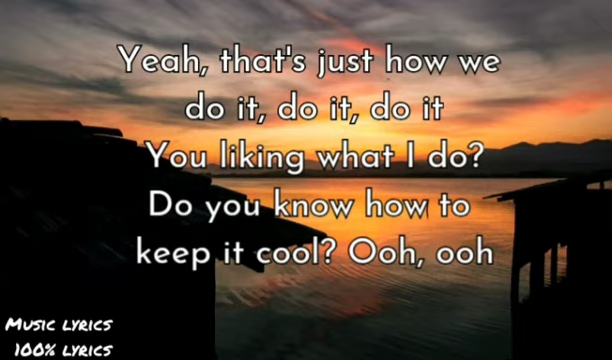 Yeah, that's just how we
do it, do it, do it
You liking what I do?
Do you know how to
keep it cool? Ooh, ooh
Music lyrics
100% lyrics